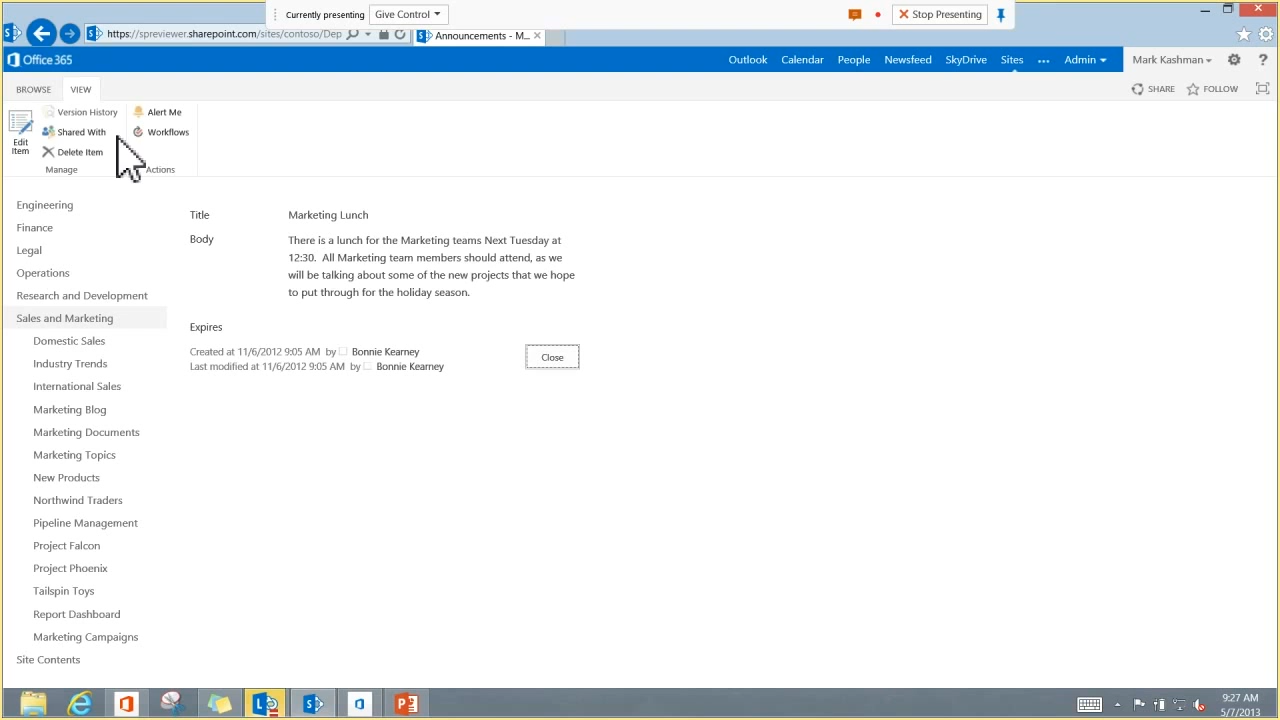 Currently presenting Give Control Stop Presenting
https://spreviewer.sharepoint.com/sites/contoso/Dep Announcements - M...
Office 365 Outlook Calendar People Newsfeed SkyDrive Sites ... Admin Mark Kashman ?
BROWSE VIEW SHARE FOLLOW
Version History Alert Me
Shared With Workflows
Edit
Item
Delete Item
Manage Actions
Engineering
Finance
Legal
Operations
Research and Development
Sales and Marketing
Domestic Sales
Industry Trends
International Sales
Marketing Blog
Marketing Documents
Marketing Topics
New Products
Northwind Traders
Pipeline Management
Project Falcon
Project Phoenix
Tailspin Toys
Report Dashboard
Marketing Campaigns
Site Contents
Title Marketing Lunch
Body There is a lunch for the Marketing teams Next Tuesday at
12:30. All Marketing team members should attend, as we
will be talking about some of the new projects that we hope
to put through for the holiday season.
Expires
Created at 11/6/2012 9:05 AM by Bonnie Kearney
Last modified at 11/6/2012 9:05 AM by Bonnie Kearney
Close
9:27 AM
5/7/2013